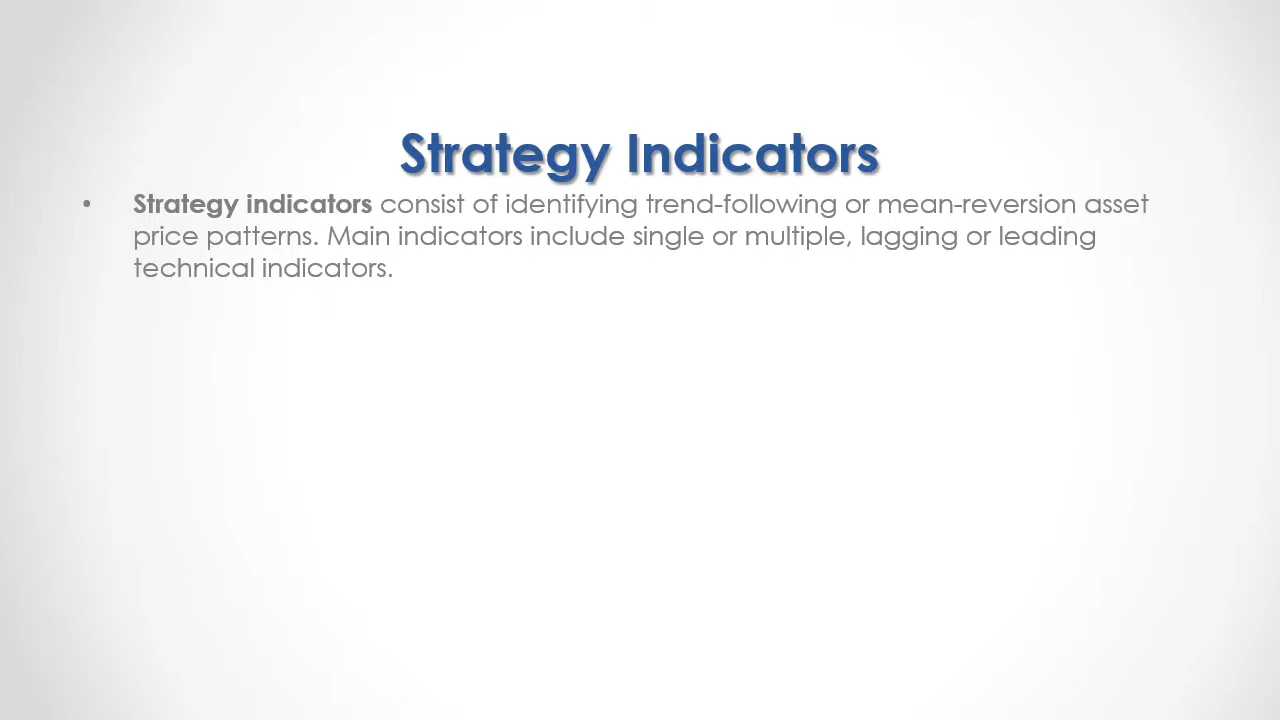 Strategy Indicators
• Strategy indicators consist of identifying trend-following or mean-reversion asset
price patterns. Main indicators include single or multiple, lagging or leading
technical indicators.